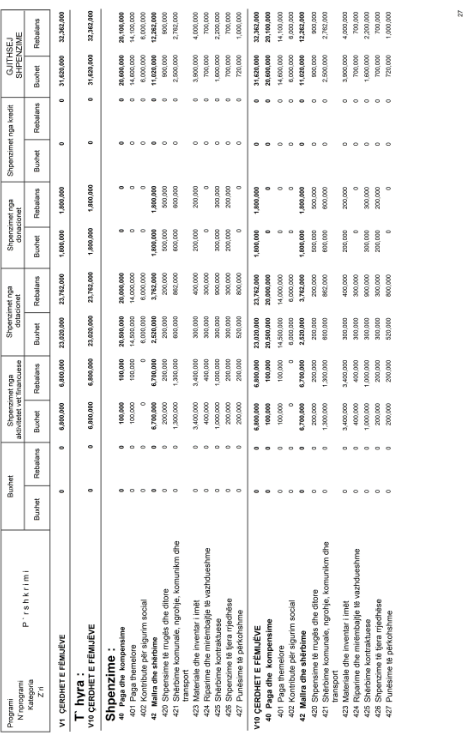 Programi
N nprogrami
Kategoria
Z ri
P ¨ r s h k r i m i
Buxhet
Shpenzimet nga aktivitetet vet financuese
Shpenzimet nga dotacionet
Shpenzimet nga donacionet
Shpenzimet nga kredit
GJITHSEJ SHPENZIME
Buxhet Rebalans Buxhet Rebalans Buxhet Rebalans Buxhet Rebalans Buxhet Rebalans Buxhet Rebalans
V1 ÇERDHET E FËMIJËVE 0 0 6,800,000 6,800,000 23,020,000 23,762,000 1,800,000 1,800,000 0 0 31,620,000 32,362,000
T¨ hyra :
V10 ÇERDHET E FËMIJËVE 0 0 6,800,000 6,800,000 23,020,000 23,762,000 1,800,000 1,800,000 0 0 31,620,000 32,362,000
Shpenzime :
40 Paga dhe kompensime 0 0 100,000 100,000 20,500,000 20,000,000 0 0 0 0 20,600,000 20,100,000
401 Paga themelore 0 0 100,000 100,000 14,500,000 14,000,000 0 0 0 0 14,600,000 14,100,000
402 Kontribute për sigurim social 0 0 0 0 6,000,000 6,000,000 0 0 0 0 6,000,000 6,000,000
42 Mallra dhe shërbime 0 0 6,700,000 6,700,000 2,520,000 3,762,000 1,800,000 1,800,000 0 0 11,020,000 12,262,000
420 Shpensime të rrugës dhe ditore 0 0 200,000 200,000 200,000 200,000 500,000 500,000 0 0 900,000 900,000
421 Shërbime komunale, ngrohje, komunikm dhe 0 0 1,300,000 1,300,000 600,000 862,000 600,000 600,000 0 0 2,500,000 2,762,000
transport
423 Materiale dhe inventar i imët 0 0 3,400,000 3,400,000 300,000 400,000 200,000 200,000 0 0 3,900,000 4,000,000
424 Riparime dhe mirëmbajtje të vazhdueshme 0 0 400,000 400,000 300,000 300,000 0 0 0 0 700,000 700,000
425 Shërbime kontraktuese 0 0 1,000,000 1,000,000 300,000 900,000 300,000 300,000 0 0 1,600,000 2,200,000
426 Shpenzime të tjera rrjedhëse 0 0 200,000 200,000 300,000 300,000 200,000 200,000 0 0 700,000 700,000
427 Punësime të përkohshme 0 0 200,000 200,000 520,000 800,000 0 0 0 0 720,000 1,000,000
V10 ÇERDHET E FËMIJËVE 0 0 6,800,000 6,800,000 23,020,000 23,762,000 1,800,000 1,800,000 0 0 31,620,000 32,362,000
40 Paga dhe kompensime 0 0 100,000 100,000 20,500,000 20,000,000 0 0 0 0 20,600,000 20,100,000
401 Paga themelore 0 0 100,000 100,000 14,500,000 14,000,000 0 0 0 0 14,600,000 14,100,000
402 Kontribute për sigurim social 0 0 0 0 6,000,000 6,000,000 0 0 0 0 6,000,000 6,000,000
42 Mallra dhe shërbime 0 0 6,700,000 6,700,000 2,520,000 3,762,000 1,800,000 1,800,000 0 0 11,020,000 12,262,000
420 Shpensime të rrugës dhe ditore 0 0 200,000 200,000 200,000 200,000 500,000 500,000 0 0 900,000 900,000
421 Shërbime komunale, ngrohje, komunikm dhe 0 0 1,300,000 1,300,000 600,000 862,000 600,000 600,000 0 0 2,500,000 2,762,000
transport
423 Materiale dhe inventar i imët 0 0 3,400,000 3,400,000 300,000 400,000 200,000 200,000 0 0 3,900,000 4,000,000
424 Riparime dhe mirëmbajtje të vazhdueshme 0 0 400,000 400,000 300,000 300,000 0 0 0 0 700,000 700,000
425 Shërbime kontraktuese 0 0 1,000,000 1,000,000 300,000 900,000 300,000 300,000 0 0 1,600,000 2,200,000
426 Shpenzime të tjera rrjedhëse 0 0 200,000 200,000 300,000 300,000 200,000 200,000 0 0 700,000 700,000
427 Punësime të përkohshme 0 0 200,000 200,000 520,000 800,000 0 0 0 0 720,000 1,000,000
27